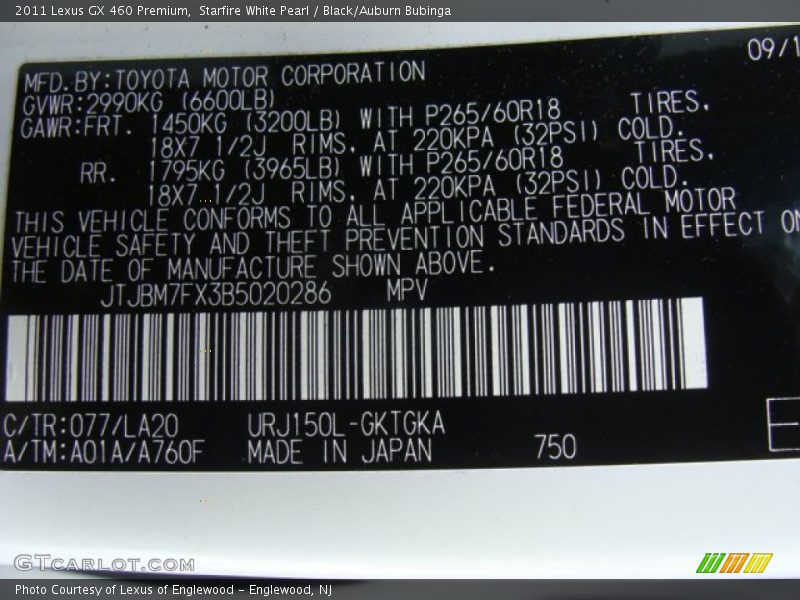 2011 Lexus GX 460 Premium,  Starfire White Pearl / Black/Auburn Bubinga
09/1
MFD.BY:TOYOTA MOTOR CORPORATION
GVWR:2990KG (6600LB)
GAWR:FRT. 1450KG (3200LB) WITH P265/60R18 TIRES,
18X7 1/2J RIMS, AT 220KPA (32PSI) COLD.
RR. 1795KG (3965LB) WITH P265/60R18 TIRES,
18X7 1/2J RIMS, AT 220KPA (32PSI) COLD.
THIS VEHICLE CONFORMS TO ALL APPLICABLE FEDERAL MOTOR
VEHICLE SAFETY AND THEFT PREVENTION STANDARDS IN EFFECT ON
THE DATE OF MANUFACTURE SHOWN ABOVE.
JTJBM7FX3B5020286 MPV
C/TR:077/LA20 URJ150L-GKTGKA
A/TM:A01A/A760F MADE IN JAPAN 750
GTCARLOT.COM
Photo Courtesy of Lexus of Englewood - Englewood, NJ